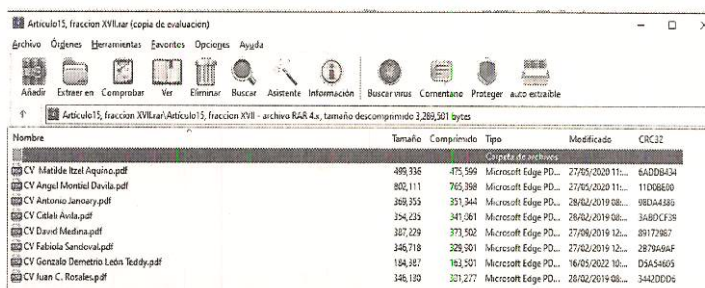 Articulo15, fraccion XVII.rar (copia de evaluacion)
Archivo Órdenes Herramientas Favoritos Opciones Ayuda
Añadir Extraer en Comprobar Ver Eliminar Buscar Asistente Información Buscar virus Comentario Proteger auto extraible
Articulo15, fraccion XVII.rar\Articulo15, fraccion XVII - archivo RAR 4.x, tamaño descomprimido 3,289,501 bytes
Nombre Tamaño Comprimido Tipo Modificado CRC32
Carpeta de archivos
CV Matilde Itzel Aquino.pdf 499,336 475,599 Microsoft Edge PD... 27/05/2020 11:... 6ADDB434
CV Angel Montiel Davila.pdf 802,111 765,398 Microsoft Edge PD... 27/05/2020 11:... 11D0BE00
CV Antonio Janoary.pdf 369,355 351,344 Microsoft Edge PD... 28/02/2019 08:... 98DA4386
CV Citlali Avila.pdf 354,235 341,661 Microsoft Edge PD... 28/02/2019 08:... 3ABDCF39
CV David Medina.pdf 387,229 373,502 Microsoft Edge PD... 27/08/2019 12:... 89172987
CV Fabiola Sandoval.pdf 346,718 329,901 Microsoft Edge PD... 27/02/2019 12:... 2B79A9AF
CV Gonzalo Demetrio León Teddy.pdf 184,387 163,501 Microsoft Edge PD... 16/05/2022 10:... D5A54605
CV Juan C. Rosales.pdf 346,130 321,277 Microsoft Edge PD... 28/02/2019 08:... 3442DDD6